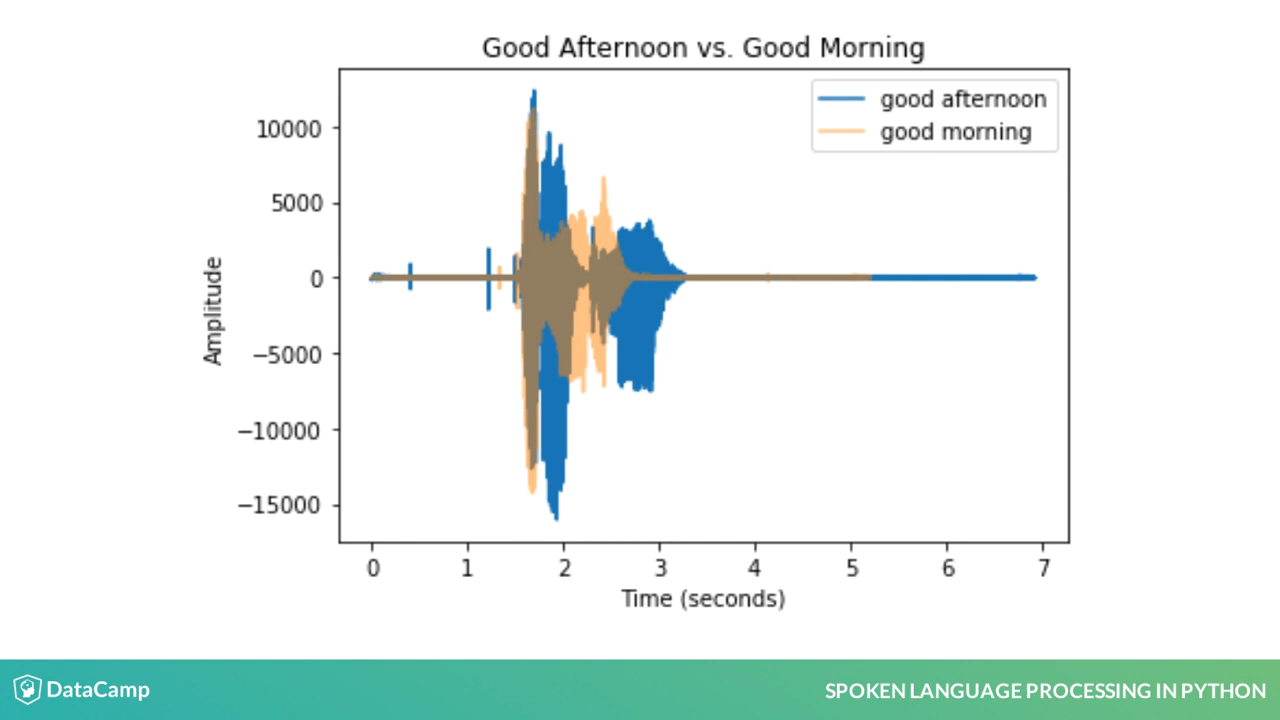 Good Afternoon vs. Good Morning
good afternoon
good morning
10000
5000
0
−5000
−10000
−15000
Amplitude
0 1 2 3 4 5 6 7
Time (seconds)
DataCamp
SPOKEN LANGUAGE PROCESSING IN PYTHON